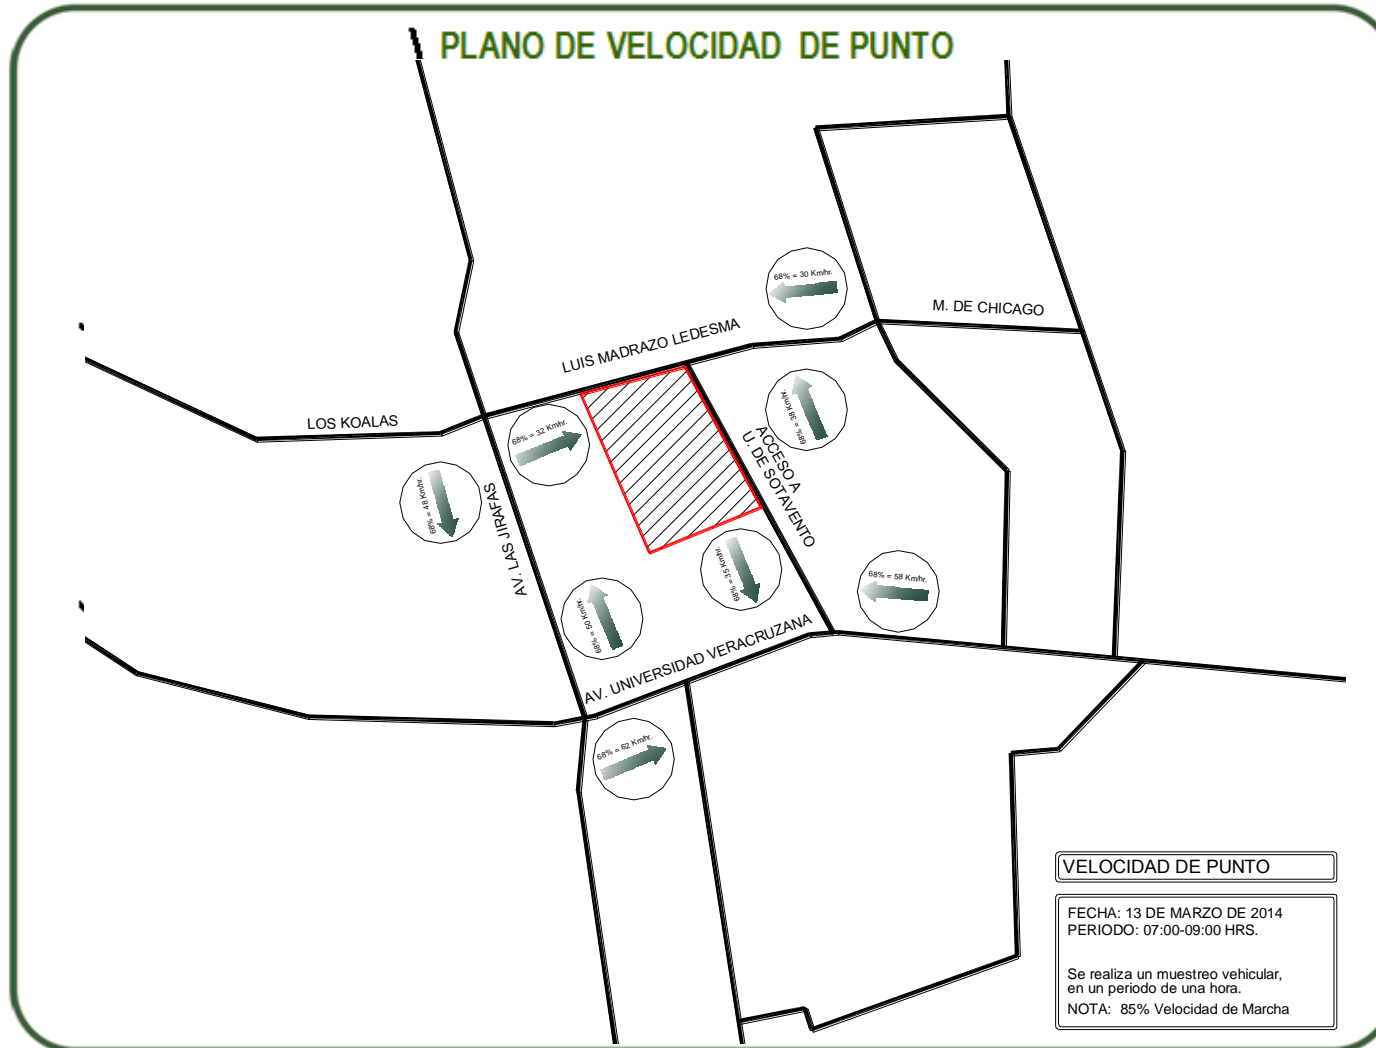 PLANO DE VELOCIDAD DE PUNTO
68% = 30 Km/hr.
M. DE CHICAGO
LUIS MADRAZO LEDESMA
LOS KOALAS
68% = 32 Km/hr.
68% = 38 Km/hr.
ACCESO A
U. DE SOTAVENTO
68% = 48 Km/hr.
AV. LAS JIRAFAS
68% = 35 Km/hr.
68% = 58 Km/hr.
68% = 50 Km/hr.
AV. UNIVERSIDAD VERACRUZANA
68% = 62 Km/hr.
VELOCIDAD DE PUNTO
FECHA: 13 DE MARZO DE 2014
PERIODO: 07:00-09:00 HRS.
Se realiza un muestreo vehicular,
en un periodo de una hora.
NOTA: 85% Velocidad de Marcha